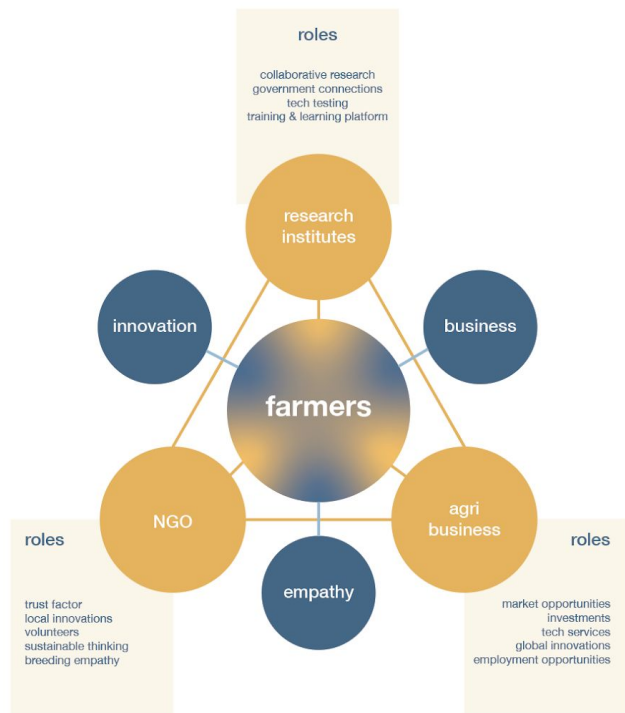 roles
collaborative research
government connections
tech testing
training & learning platform
research
institutes
innovation
business
farmers
NGO
agri
business
empathy
roles
trust factor
local innovations
volunteers
sustainable thinking
breeding empathy
roles
market opportunities
investments
tech services
global innovations
employment opportunities